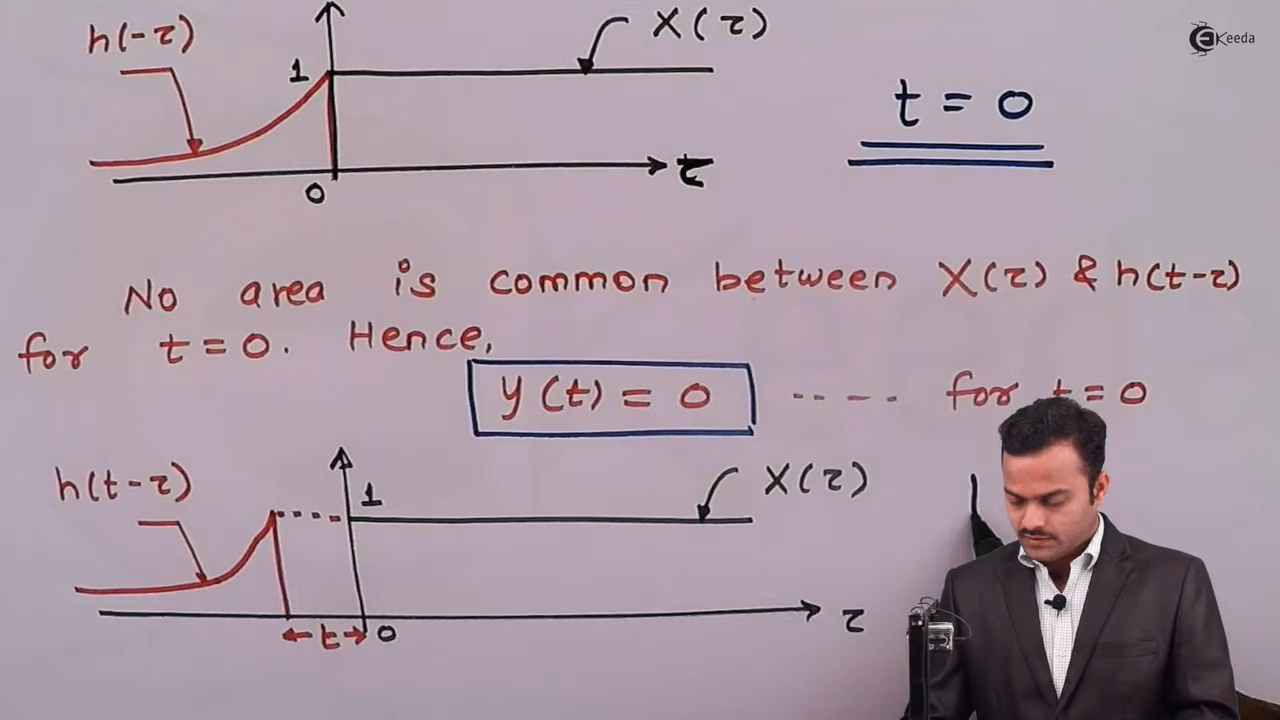 h(-τ)
X(τ)
EKeeda
1
t = 0
τ
0
No area is common between X(τ) & h(t-τ)
for t = 0. Hence,
y(t) = 0 ---- for t = 0
h(t-τ)
1
X(τ)
t
0
τ